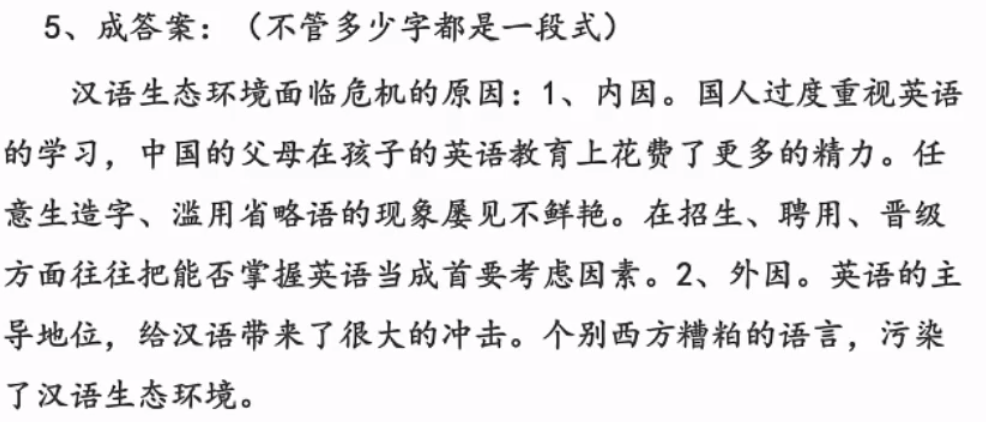 5、成答案：（不管多少字都是一段式）
汉语生态环境面临危机的原因：1、内因。国人过度重视英语
的学习，中国的父母在孩子的英语教育上花费了更多的精力。任
意生造字、滥用省略语的现象屡见不鲜艳。在招生、聘用、晋级
方面往往把能否掌握英语当成首要考虑因素。2、外因。英语的主
导地位，给汉语带来了很大的冲击。个别西方糟粕的语言，污染
了汉语生态环境。